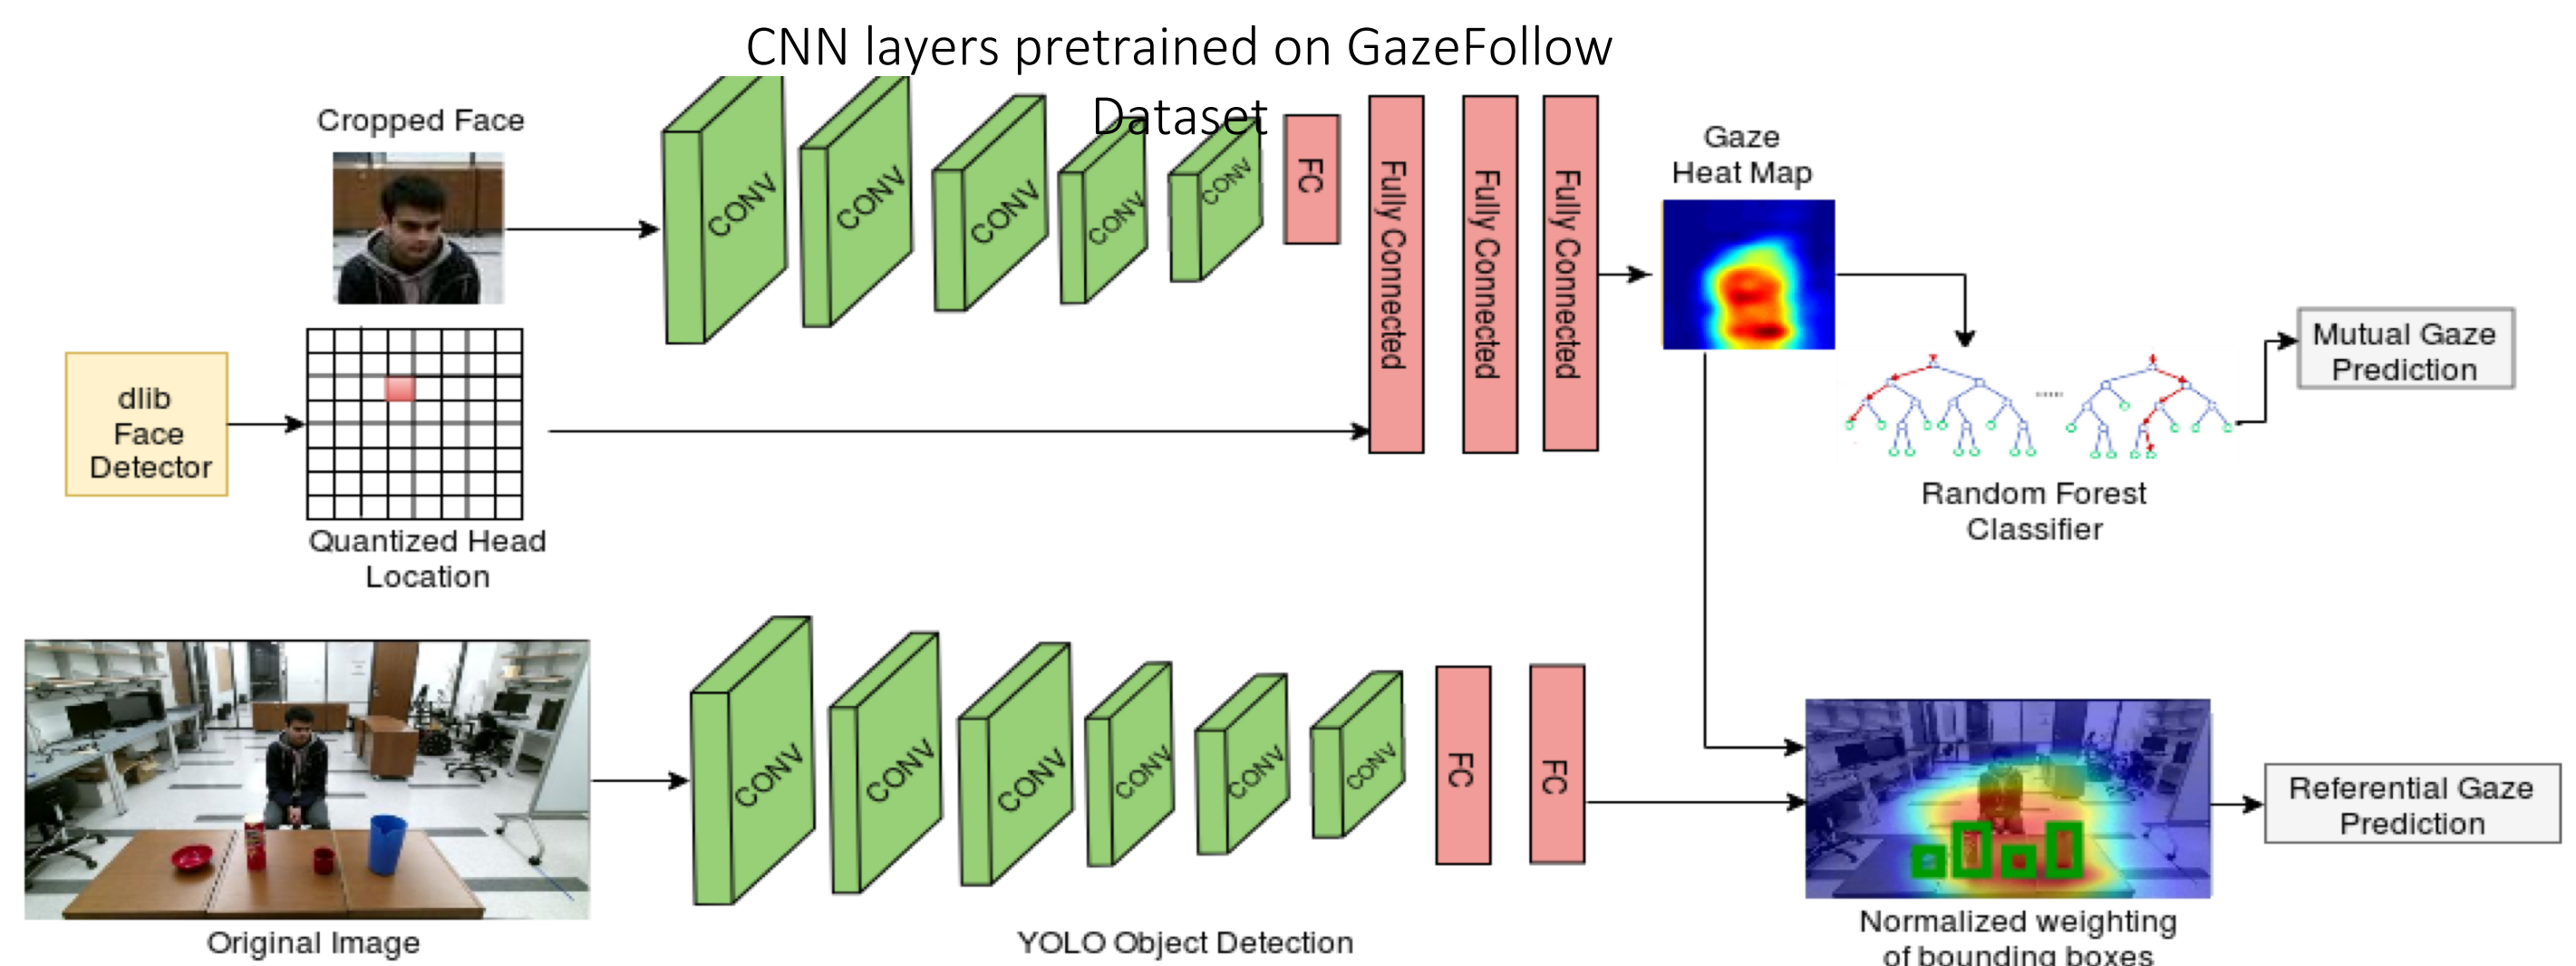 CNN layers pretrained on GazeFollow
Dataset
Cropped Face
CONV
CONV
CONV
CONV
CONV
FC
Fully Connected
Fully Connected
Fully Connected
Gaze
Heat Map
dlib
Face
Detector
Quantized Head
Location
Random Forest
Classifier
Mutual Gaze
Prediction
Original Image
CONV
CONV
CONV
CONV
CONV
CONV
FC
FC
YOLO Object Detection
Normalized weighting
of bounding boxes
Referential Gaze
Prediction